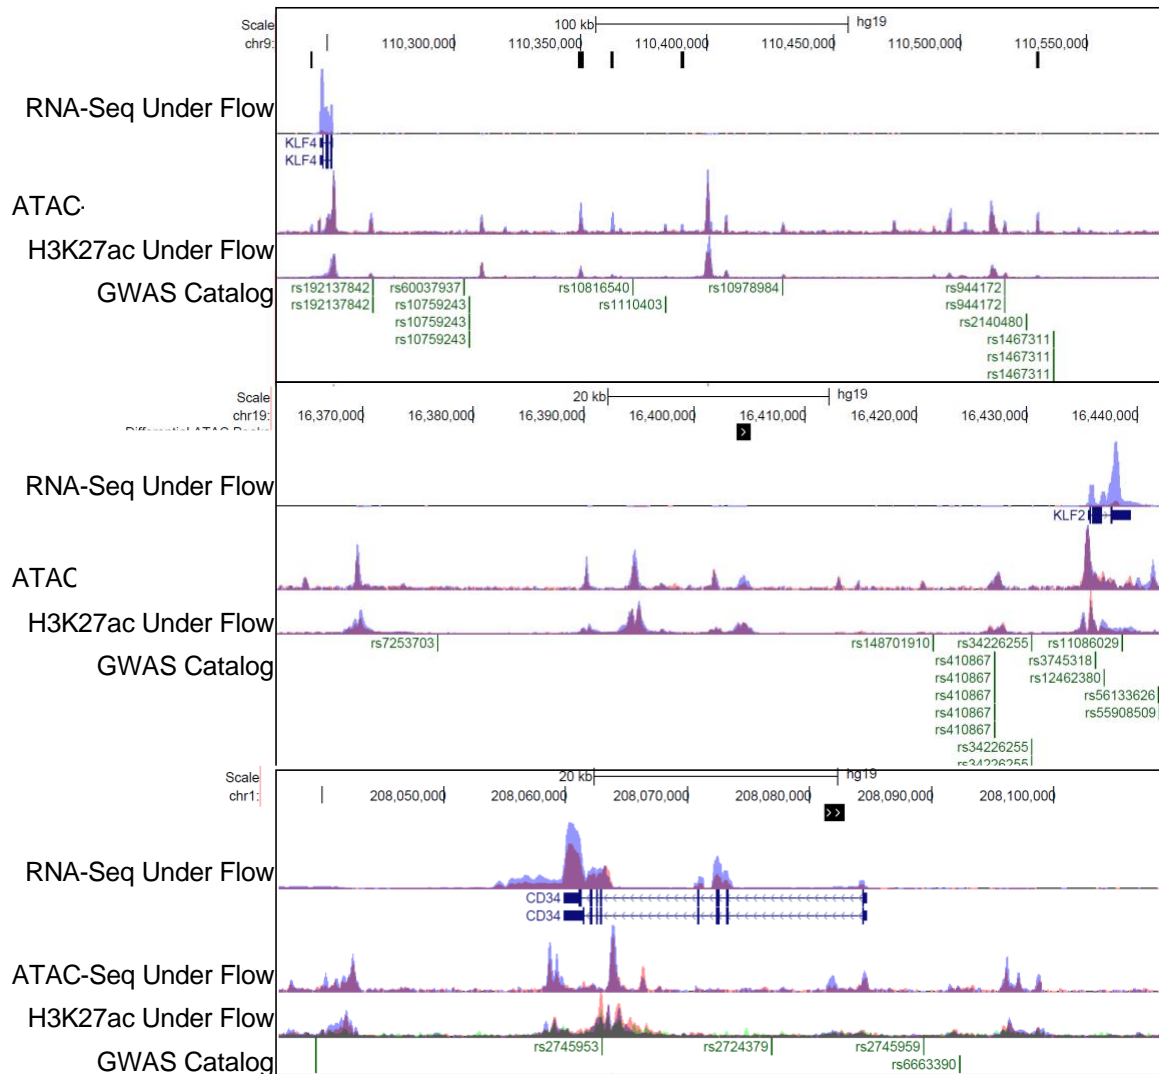 Scale 100 kb hg19
chr9: 110,300,000 110,350,000 110,400,000 110,450,000 110,500,000 110,550,000
RNA-Seq Under Flow
KLF4
KLF4
ATAC-
H3K27ac Under Flow
GWAS Catalog
rs192137842 rs60037937 rs10816540 rs10978984 rs944172
rs192137842 rs10759243 rs1110403 rs944172
rs10759243 rs2140480
rs10759243 rs1467311
rs1467311
rs1467311
Scale 20 kb hg19
chr19: 16,370,000 16,380,000 16,390,000 16,400,000 16,410,000 16,420,000 16,430,000 16,440,000
>
RNA-Seq Under Flow
KLF2
ATAC
H3K27ac Under Flow
GWAS Catalog
rs7253703 rs148701910 rs34226255 rs11086029
rs410867 rs3745318
rs410867 rs12462380
rs410867 rs56133626
rs410867 rs55908509
rs410867
rs34226255
rs34226255
Scale 20 kb hg19
chr1: 208,050,000 208,060,000 208,070,000 208,080,000 208,090,000 208,100,000
>>
RNA-Seq Under Flow
CD34
CD34
ATAC-Seq Under Flow
H3K27ac Under Flow
GWAS Catalog
rs2745953 rs2724379 rs2745959
rs6663390